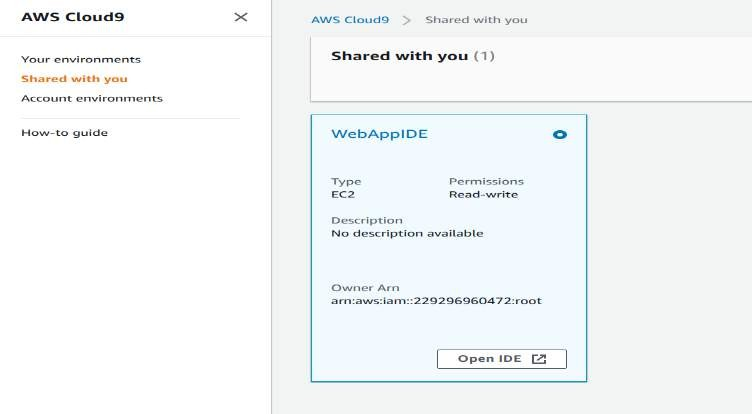 AWS Cloud9
Your environments
Shared with you
Account environments
How-to guide
AWS Cloud9 > Shared with you
Shared with you (1)
WebAppIDE
Type Permissions
EC2 Read-write
Description
No description available
Owner Arn
arn:aws:iam::229296960472:root
Open IDE